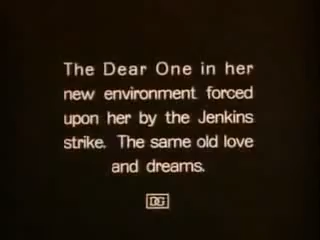 The Dear One in her
new environment forced
upon her by the Jenkins
strike. The same old love
and dreams.
DG